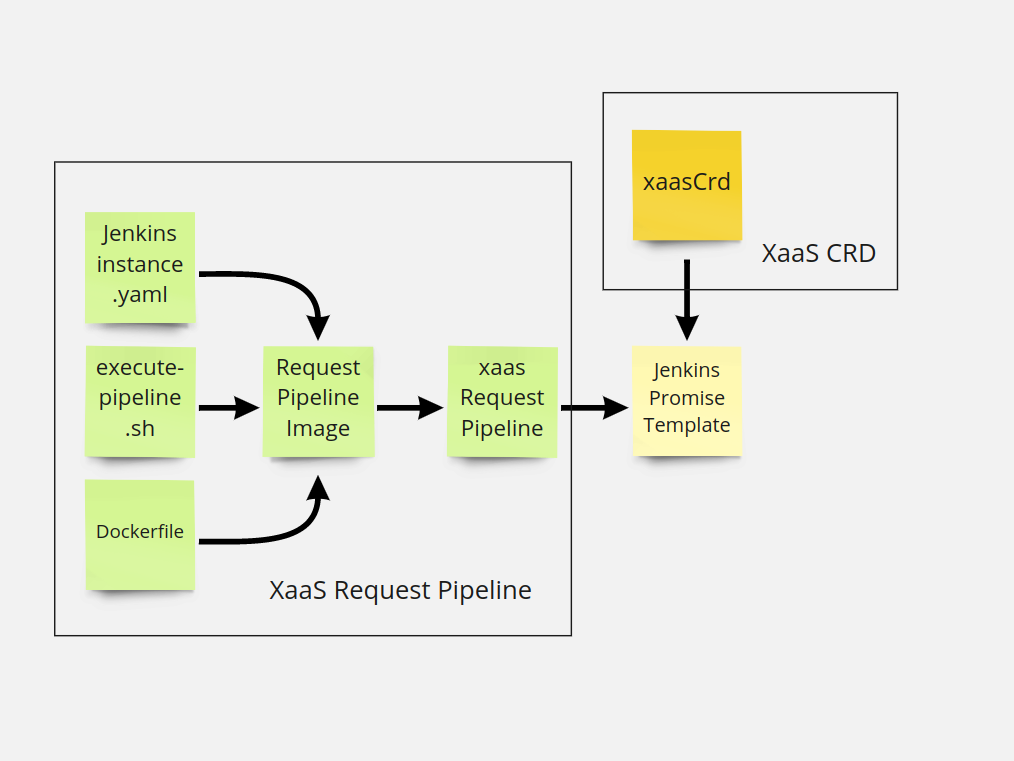 xaasCrd
XaaS CRD
Jenkins
instance
.yaml
execute-
pipeline
.sh
Dockerfile
Request
Pipeline
Image
xaas
Request
Pipeline
Jenkins
Promise
Template
XaaS Request Pipeline